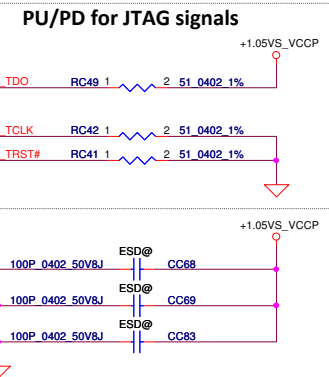 PU/PD for JTAG signals
+1.05VS_VCCP
_TDO RC49 1 2 51_0402_1%
_TCLK RC42 1 2 51_0402_1%
_TRST# RC41 1 2 51_0402_1%
+1.05VS_VCCP
ESD@
100P_0402_50V8J CC68
ESD@
100P_0402_50V8J CC69
ESD@
100P_0402_50V8J CC83